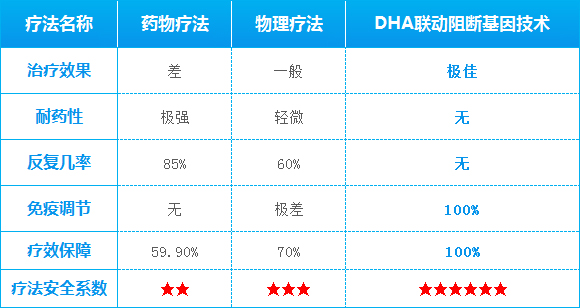 疗法名称 药物疗法 物理疗法 DHA联动阻断基因技术
治疗效果 差 一般 极佳
耐药性 极强 轻微 无
反复几率 85% 60% 无
免疫调节 无 极差 100%
疗效保障 59.90% 70% 100%
疗法安全系数 ★★ ★★★ ★★★★★★